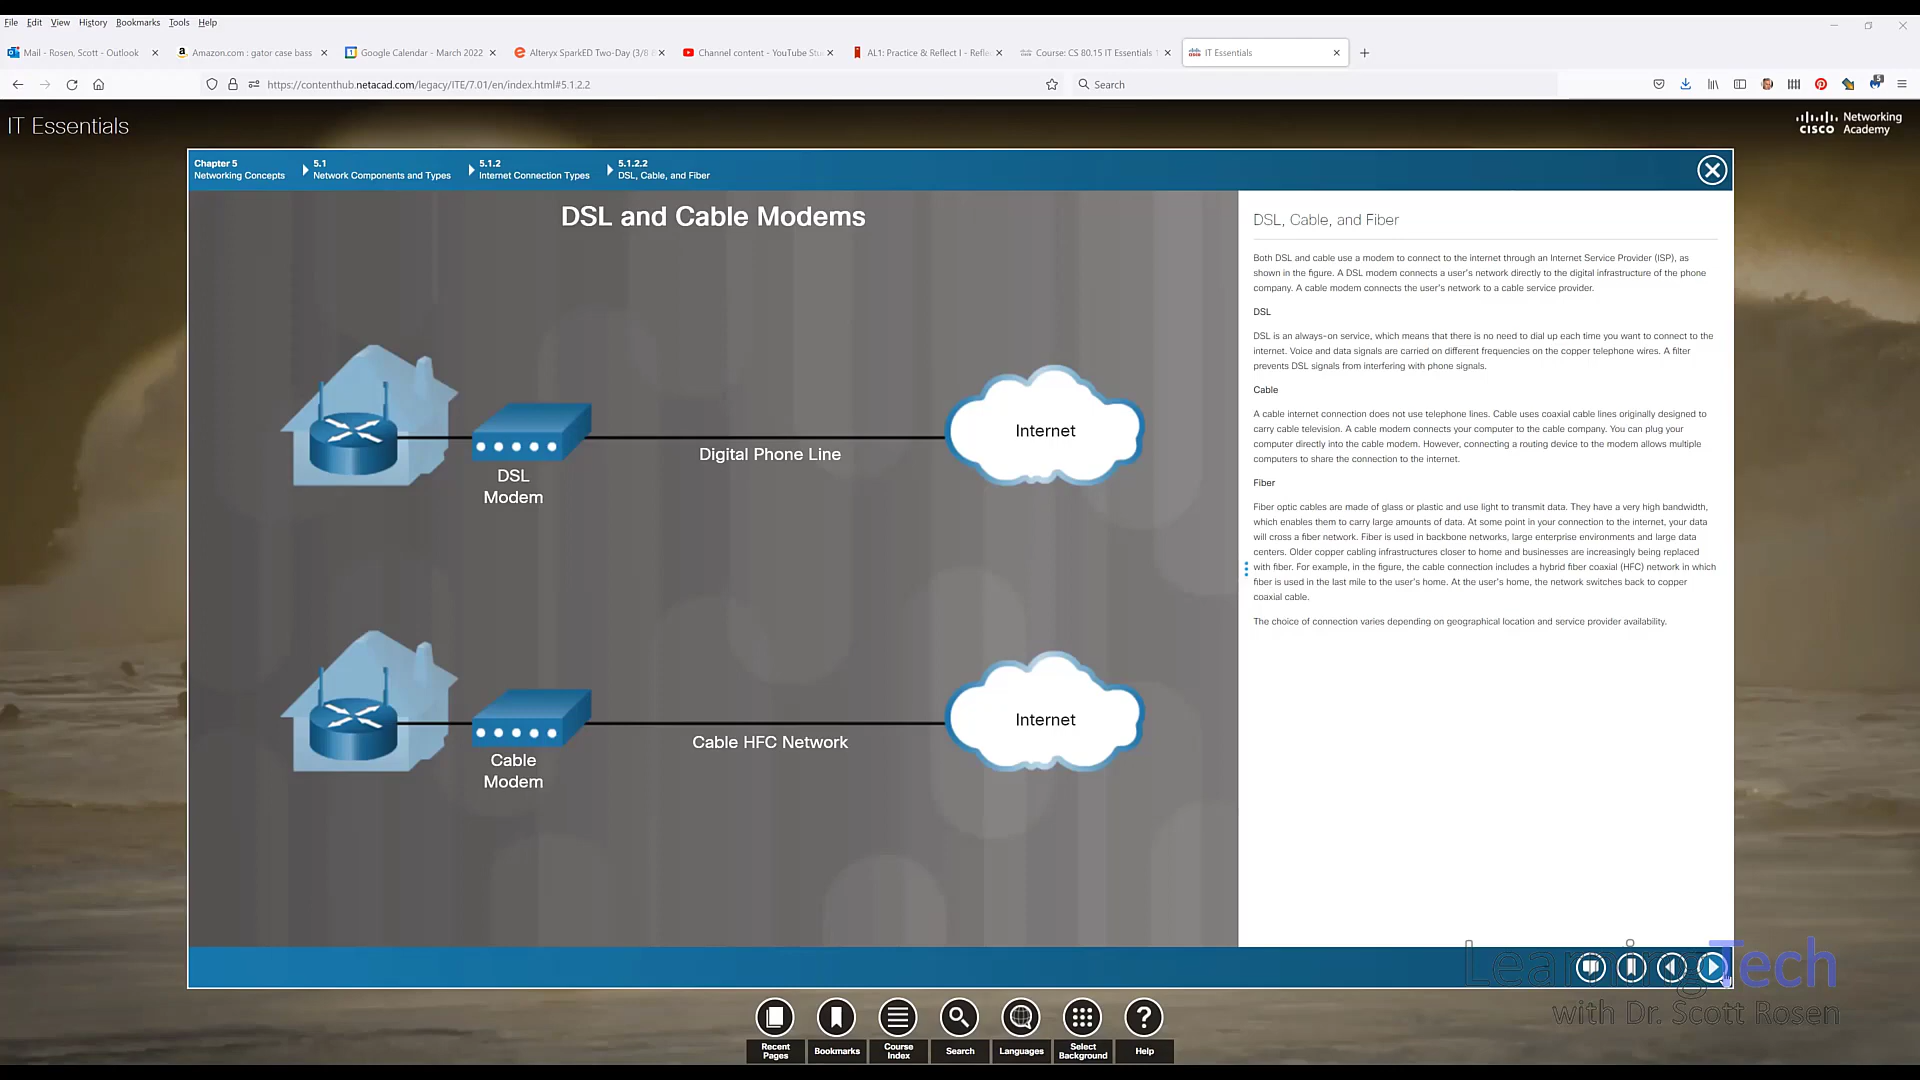 File Edit View History Bookmarks Tools Help
Mail - Rosen, Scott - Outlook
Amazon.com : gator case bass
Google Calendar - March 2022
Alteryx SparkED Two-Day (3/8 &
Channel content - YouTube Stu
AL1: Practice & Reflect I - Refle
Course: CS 80.15 IT Essentials
IT Essentials
https://contenthub.netacad.com/legacy/ITE/7.01/en/index.html#5.1.2.2
Search
5
IT Essentials
CISCO
Networking
Academy
Chapter 5
Networking Concepts
5.1
Network Components and Types
5.1.2
Internet Connection Types
5.1.2.2
DSL, Cable, and Fiber
DSL and Cable Modems
DSL
Modem
Digital Phone Line
Internet
Cable
Modem
Cable HFC Network
Internet
DSL, Cable, and Fiber
Both DSL and cable use a modem to connect to the internet through an Internet Service Provider (ISP), as
shown in the figure. A DSL modem connects a user's network directly to the digital infrastructure of the phone
company. A cable modem connects the user's network to a cable service provider.
DSL
DSL is an always-on service, which means that there is no need to dial up each time you want to connect to the
internet. Voice and data signals are carried on different frequencies on the copper telephone wires. A filter
prevents DSL signals from interfering with phone signals.
Cable
A cable internet connection does not use telephone lines. Cable uses coaxial cable lines originally designed to
carry cable television. A cable modem connects your computer to the cable company. You can plug your
computer directly into the cable modem. However, connecting a routing device to the modem allows multiple
computers to share the connection to the internet.
Fiber
Fiber optic cables are made of glass or plastic and use light to transmit data. They have a very high bandwidth,
which enables them to carry large amounts of data. At some point in your connection to the internet, your data
will cross a fiber network. Fiber is used in backbone networks, large enterprise environments and large data
centers. Older copper cabling infrastructures closer to home and businesses are increasingly being replaced
with fiber. For example, in the figure, the cable connection includes a hybrid fiber coaxial (HFC) network in which
fiber is used in the last mile to the user's home. At the user's home, the network switches back to copper
coaxial cable.
The choice of connection varies depending on geographical location and service provider availability.
Learning Tech
with Dr. Scott Rosen
Recent
Pages
Bookmarks
Course
Index
Search
Languages
Select
Background
Help